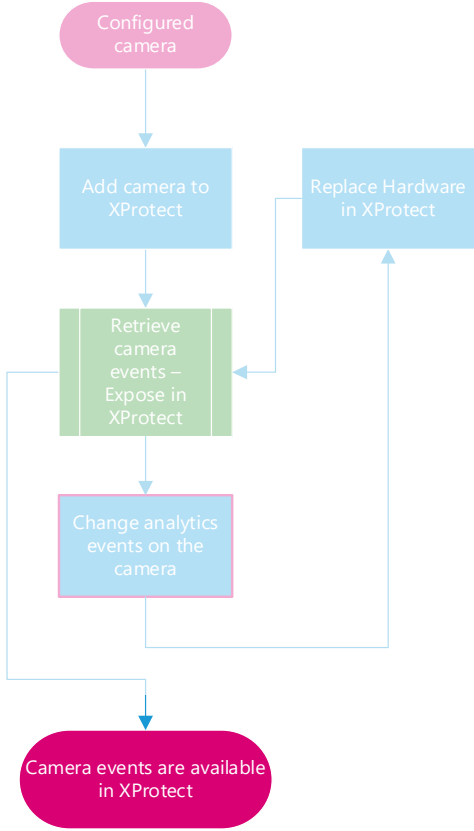 Configured
camera
Add camera to
XProtect
Replace Hardware
in XProtect
Retrieve
camera
events –
Expose in
XProtect
Change analytics
events on the
camera
Camera events are available
in XProtect